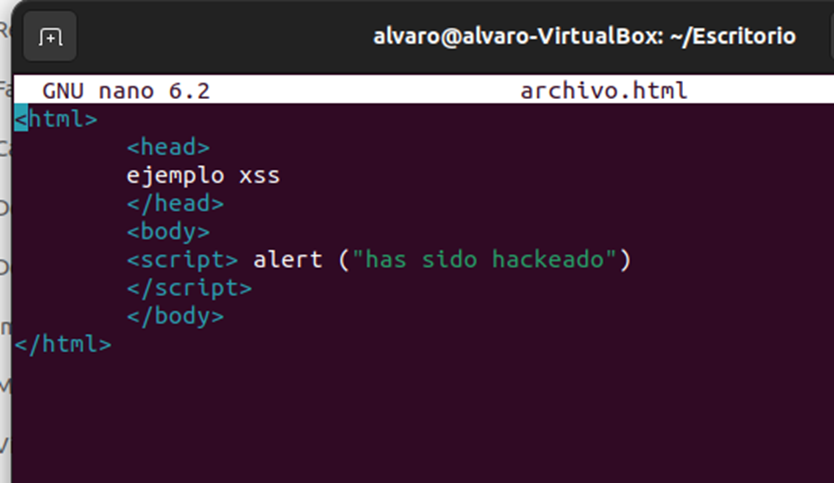 alvaro@alvaro-VirtualBox: ~/Escritorio
GNU nano 6.2 archivo.html
<html>
<head>
ejemplo xss
</head>
<body>
<script> alert ("has sido hackeado")
</script>
</body>
</html>